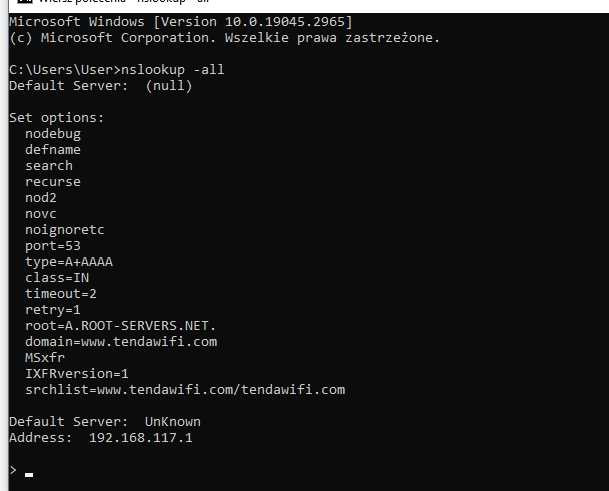 Wiersz polecenia - nslookup -all
Microsoft Windows [Version 10.0.19045.2965]
(c) Microsoft Corporation. Wszelkie prawa zastrzeżone.
C:\Users\User>nslookup -all
Default Server:  (null)
Set options:
nodebug
defname
search
recurse
nod2
novc
noignoretc
port=53
type=A+AAAA
class=IN
timeout=2
retry=1
root=A.ROOT-SERVERS.NET.
domain=www.tendawifi.com
MSxfr
IXFRversion=1
srchlist=www.tendawifi.com/tendawifi.com
Default Server:  UnKnown
Address:  192.168.117.1
>